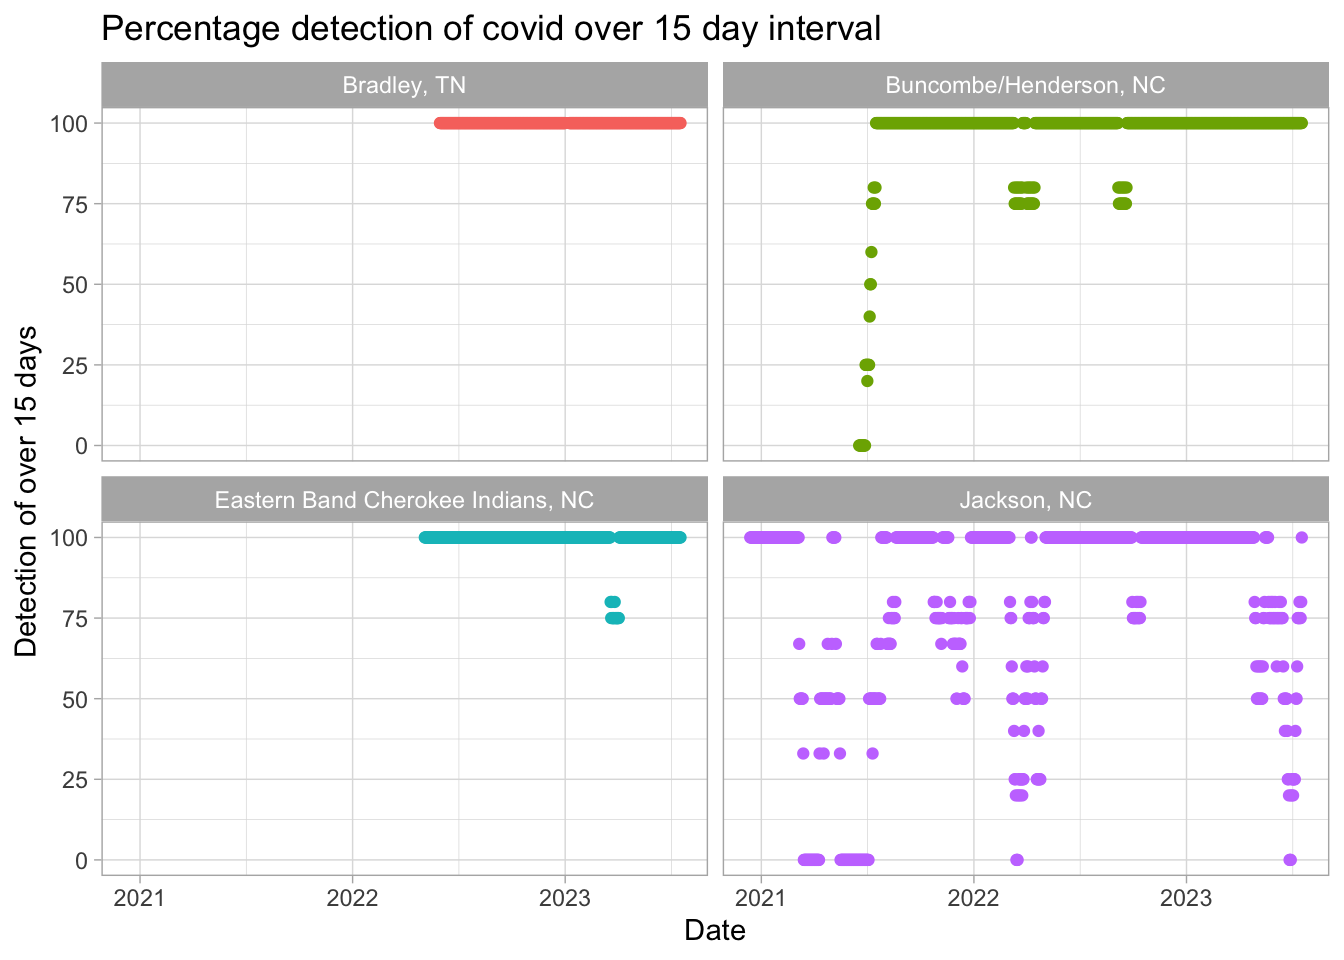 Percentage detection of covid over 15 day interval
Bradley, TN
Buncombe/Henderson, NC
100
75
50
25
0
Eastern Band Cherokee Indians, NC
Jackson, NC
100
75
50
25
0
Detection of over 15 days
2021 2022 2023 2021 2022 2023
Date